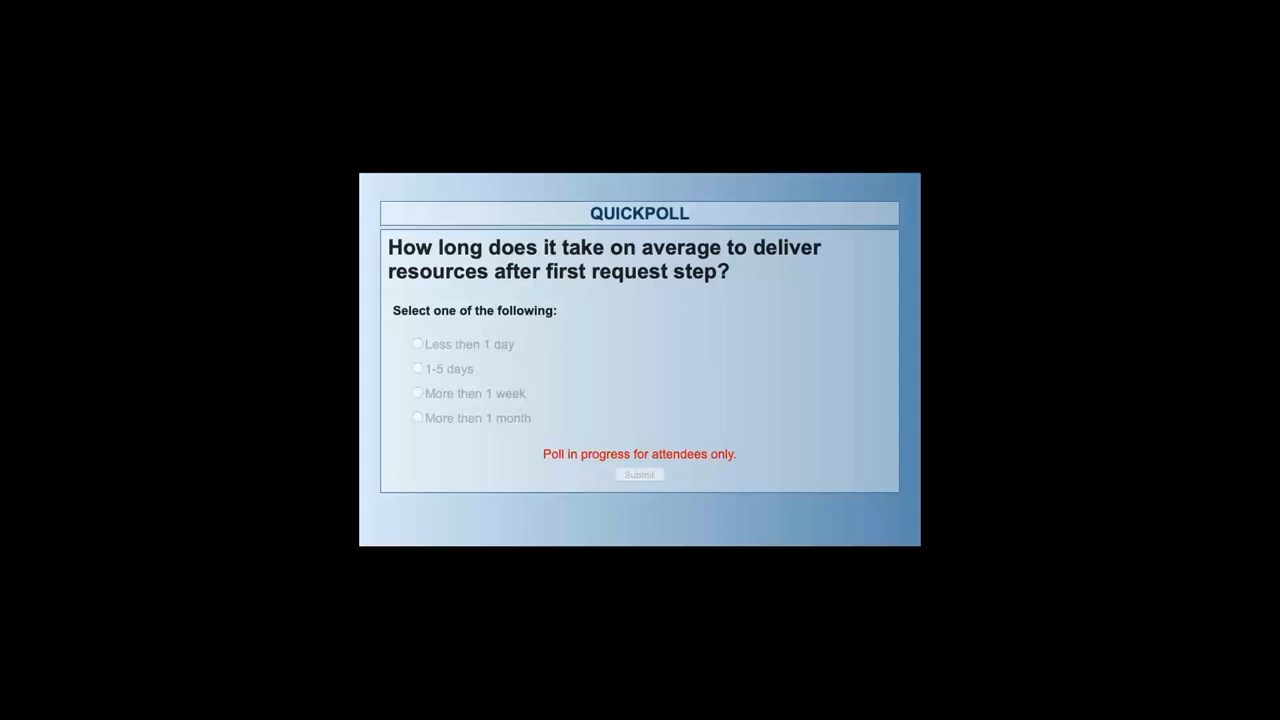 QUICKPOLL
How long does it take on average to deliver
resources after first request step?
Select one of the following:
Less then 1 day
1-5 days
More then 1 week
More then 1 month
Poll in progress for attendees only.
Submit